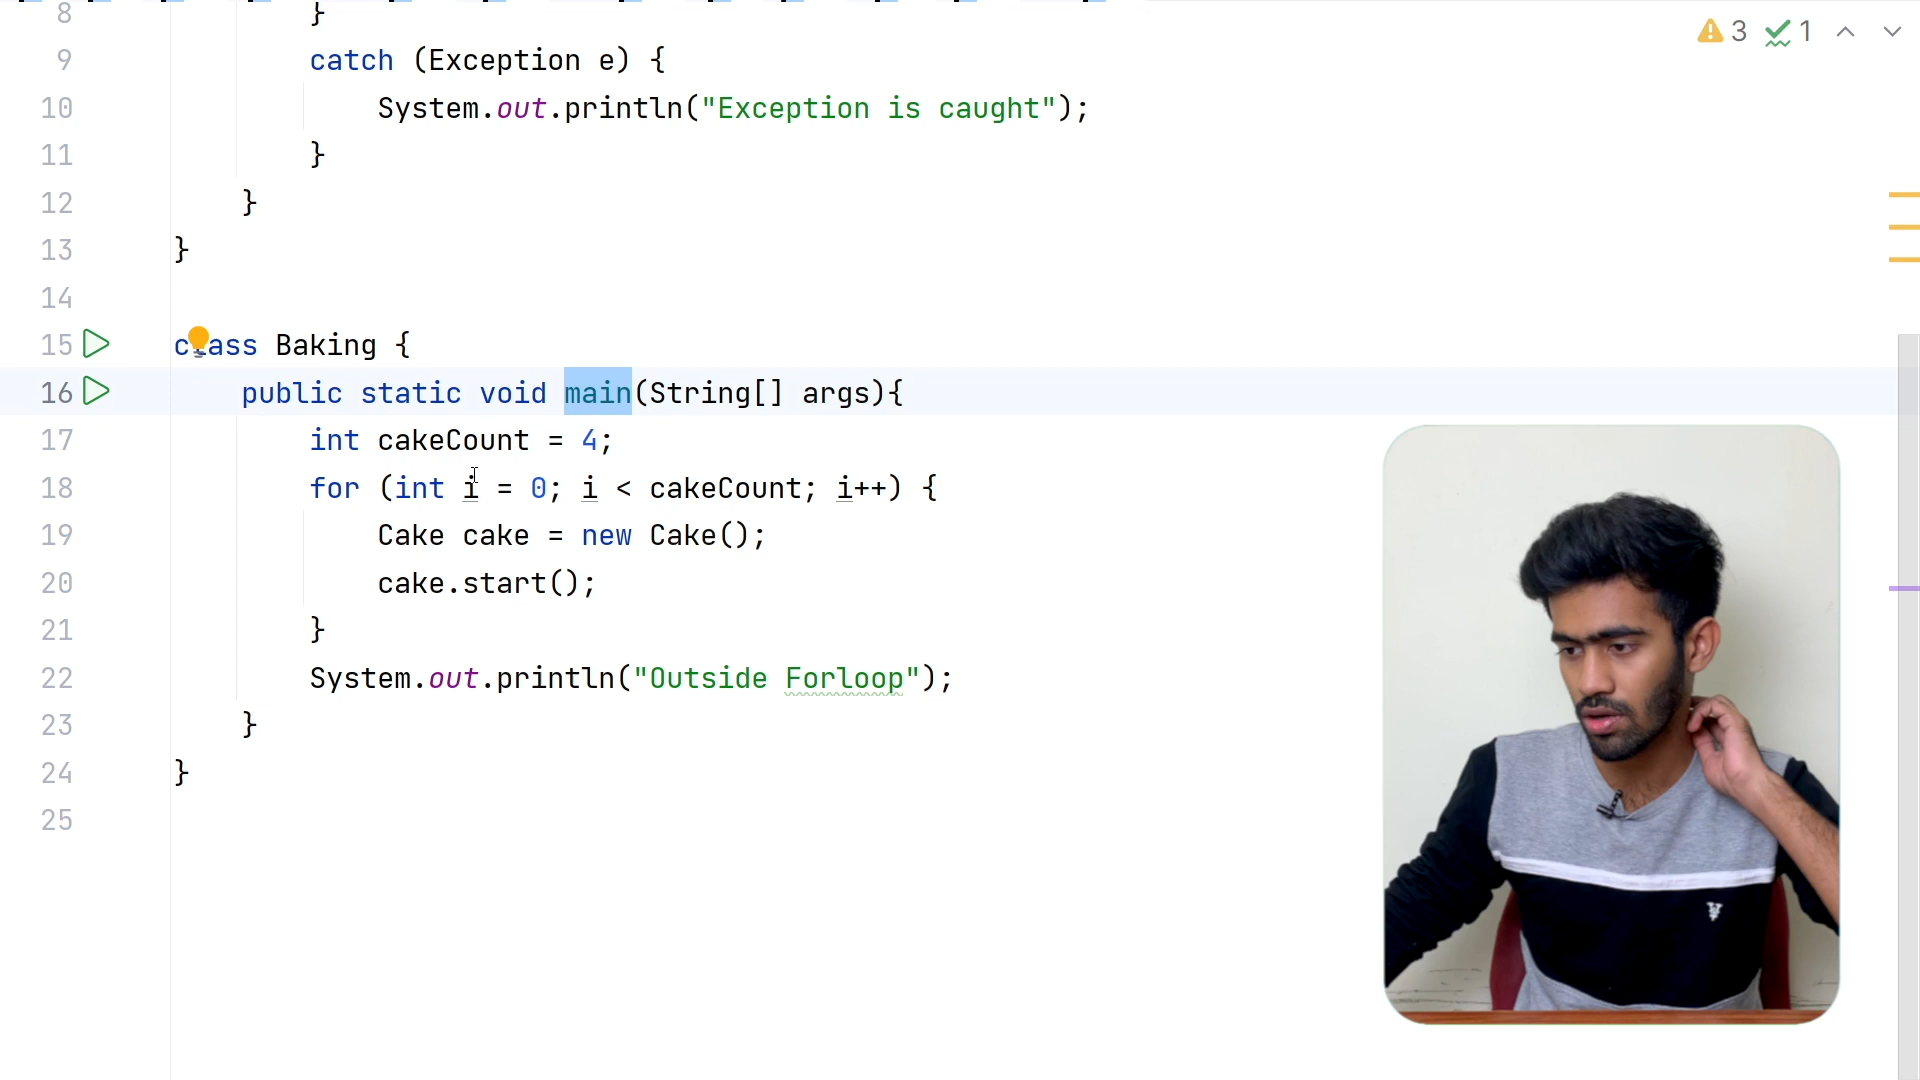 3 1
8 }
9 catch (Exception e) {
10 System.out.println("Exception is caught");
11 }
12 }
13 }
14
15 class Baking {
16 public static void main(String[] args){
17 int cakeCount = 4;
18 for (int i = 0; i < cakeCount; i++) {
19 Cake cake = new Cake();
20 cake.start();
21 }
22 System.out.println("Outside Forloop");
23 }
24 }
25